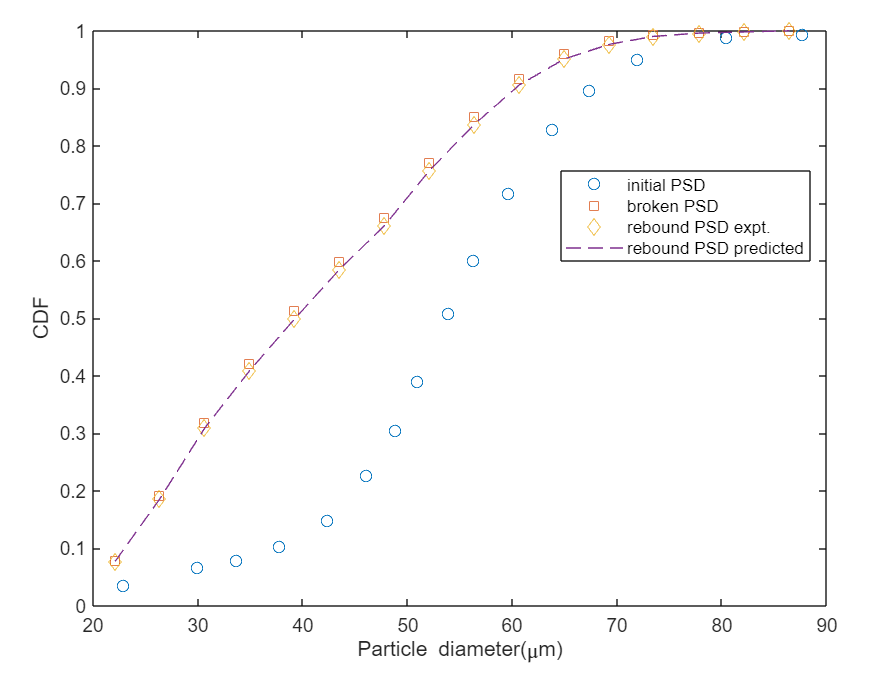 1
0.9
0.8
0.7
0.6
0.5
0.4
0.3
0.2
0.1
0
CDF
initial PSD
broken PSD
rebound PSD expt.
rebound PSD predicted
20 30 40 50 60 70 80 90
Particle diameter(μm)